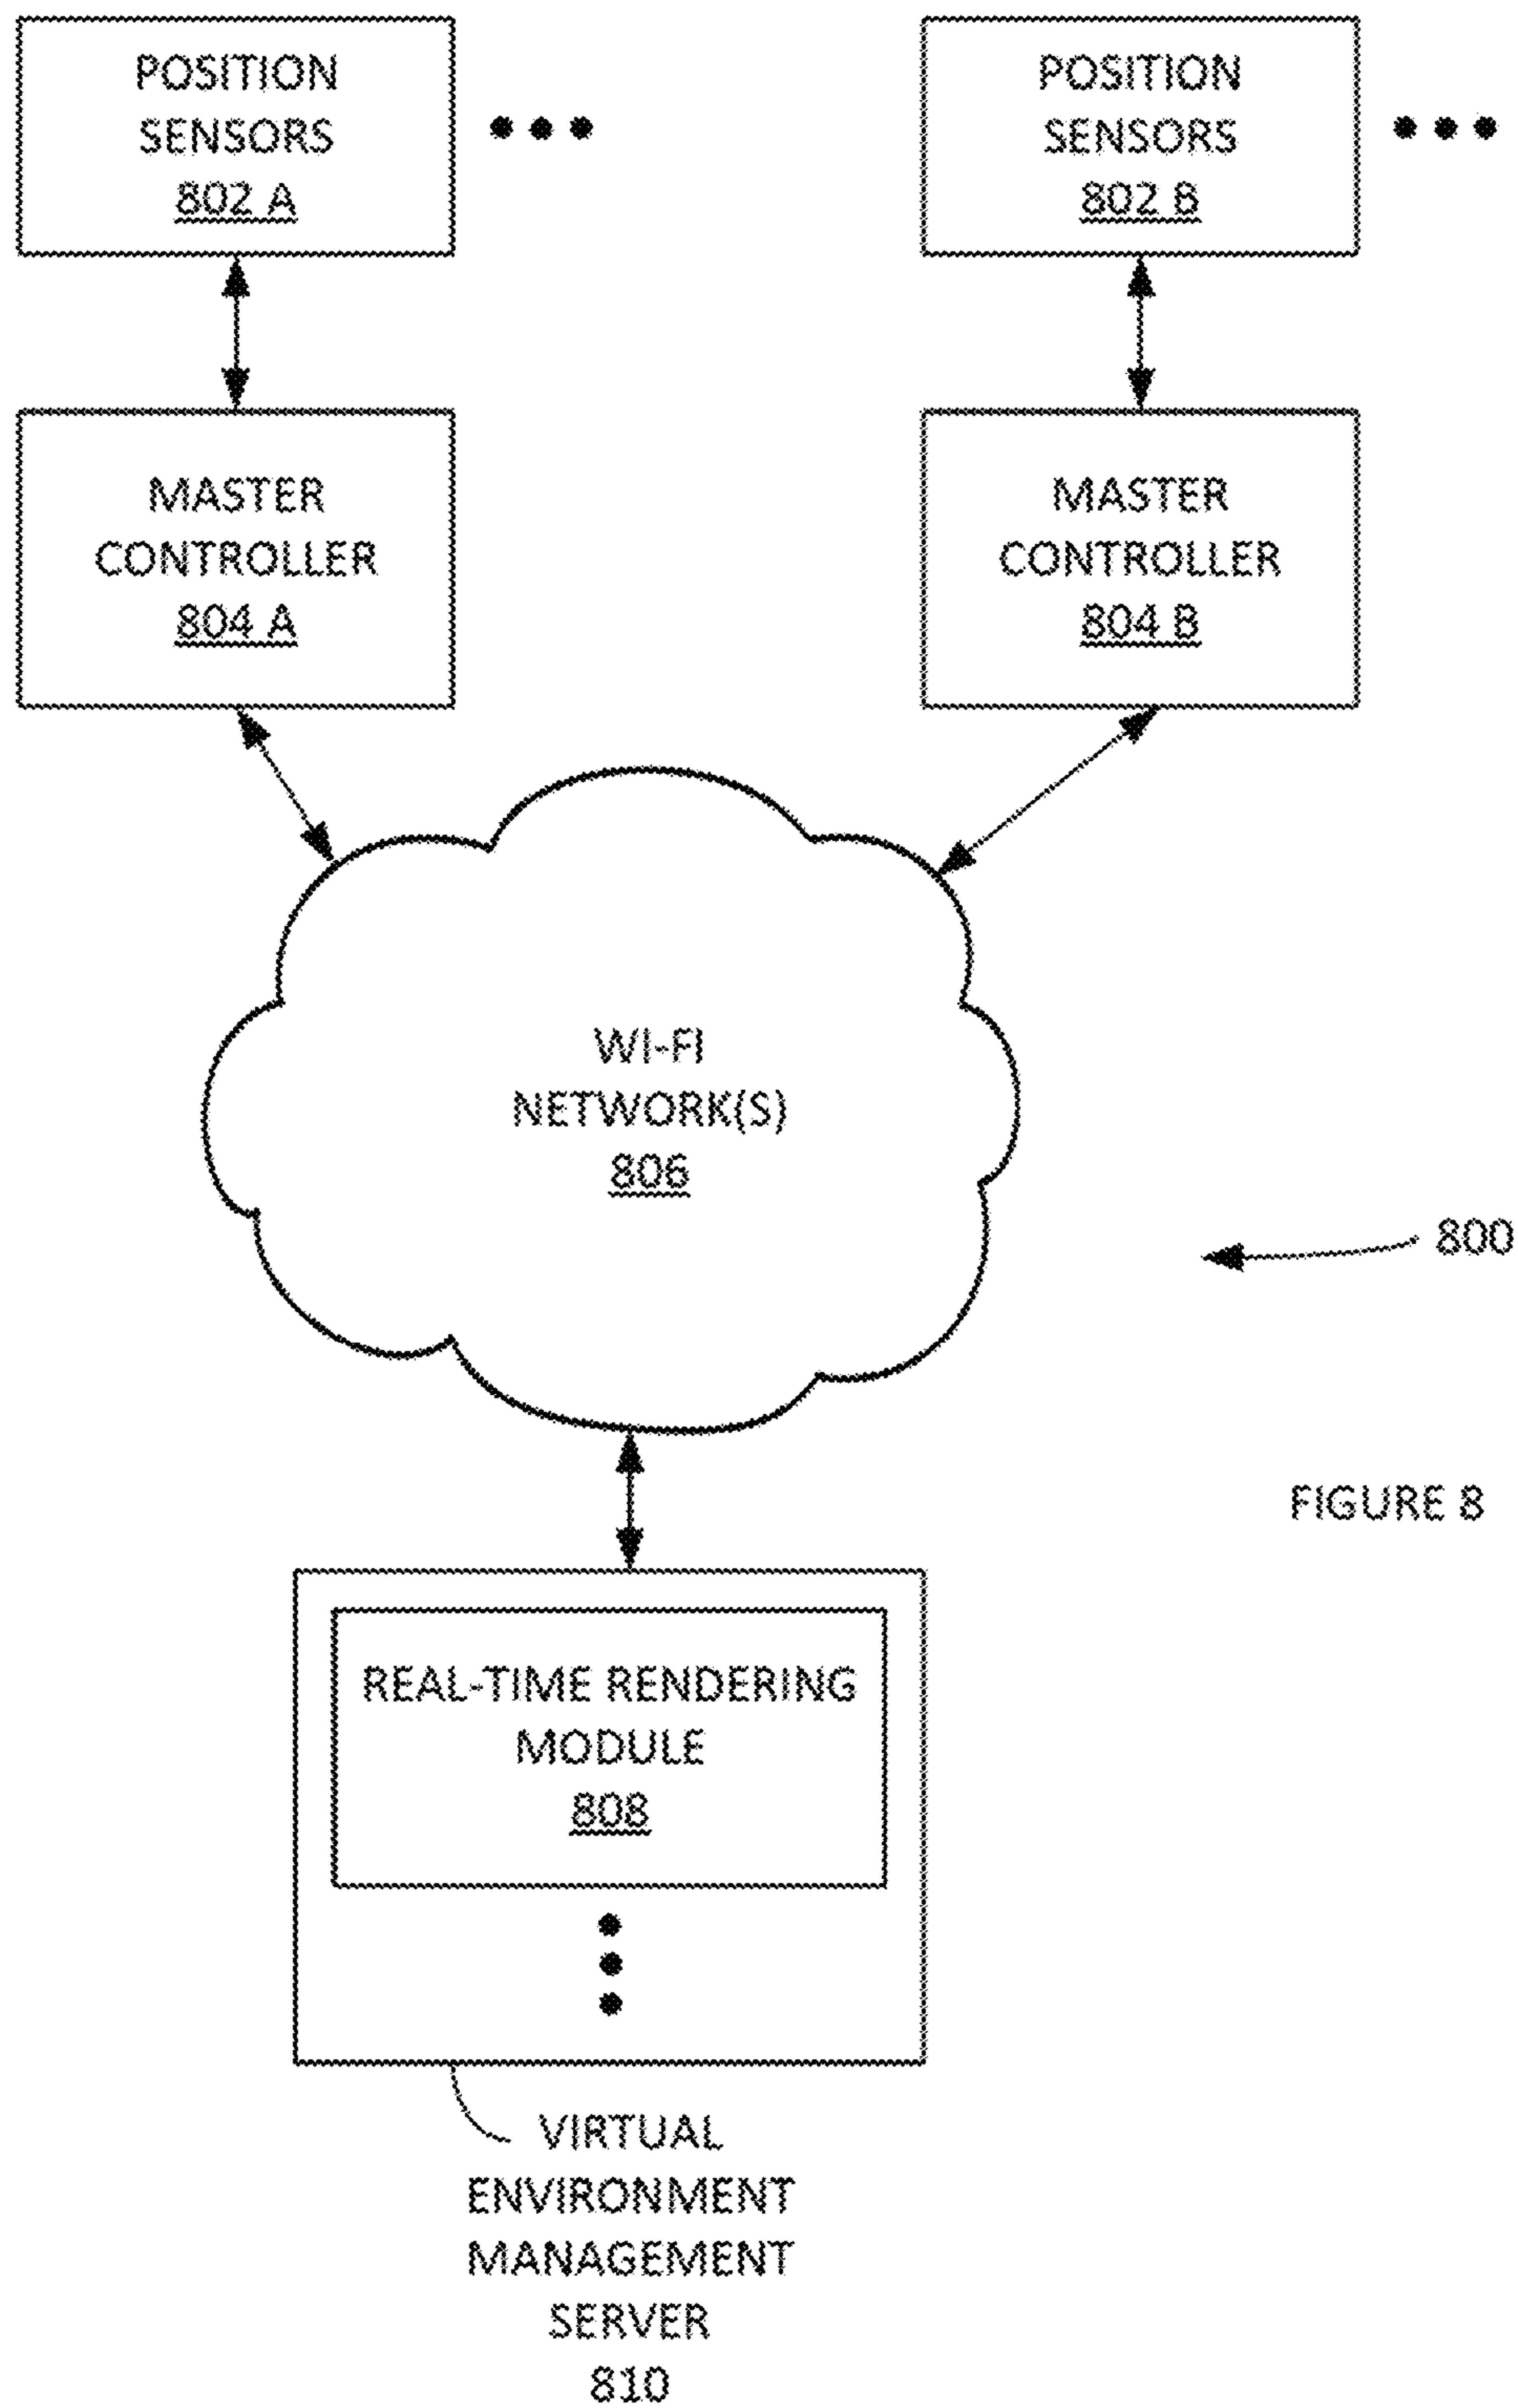 POSITION
SENSORS
802 A
POSITION
SENSORS
802 B
MASTER
CONTROLLER
804 A
MASTER
CONTROLLER
804 B
WI-FI
NETWORK(S)
806
800
FIGURE 8
REAL-TIME RENDERING
MODULE
808
VIRTUAL
ENVIRONMENT
MANAGEMENT
SERVER
810